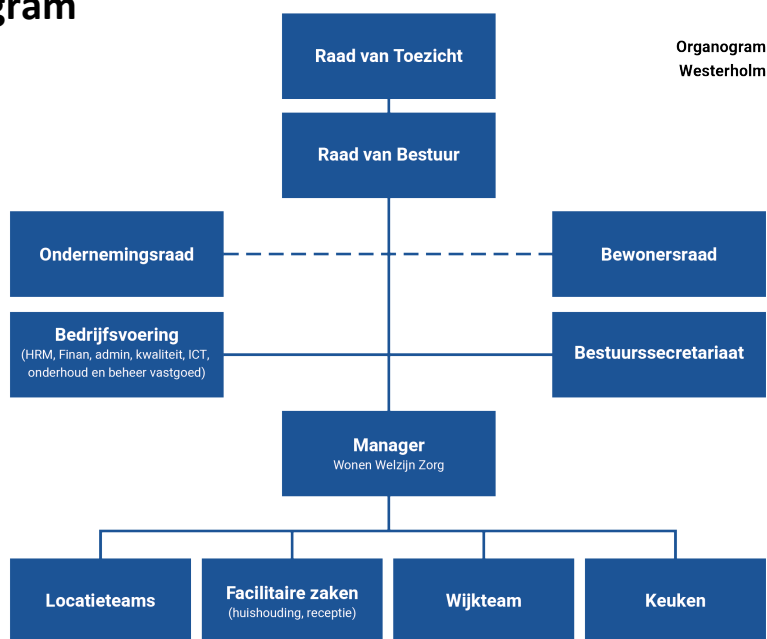 gram
Organogram
Westerholm
Raad van Toezicht
Raad van Bestuur
Ondernemingsraad
Bewonersraad
Bedrijfsvoering
(HRM, Finan, admin, kwaliteit, ICT,
onderhoud en beheer vastgoed)
Bestuurssecretariaat
Manager
Wonen Welzijn Zorg
Locatieteams
Facilitaire zaken
(huishouding, receptie)
Wijkteam
Keuken